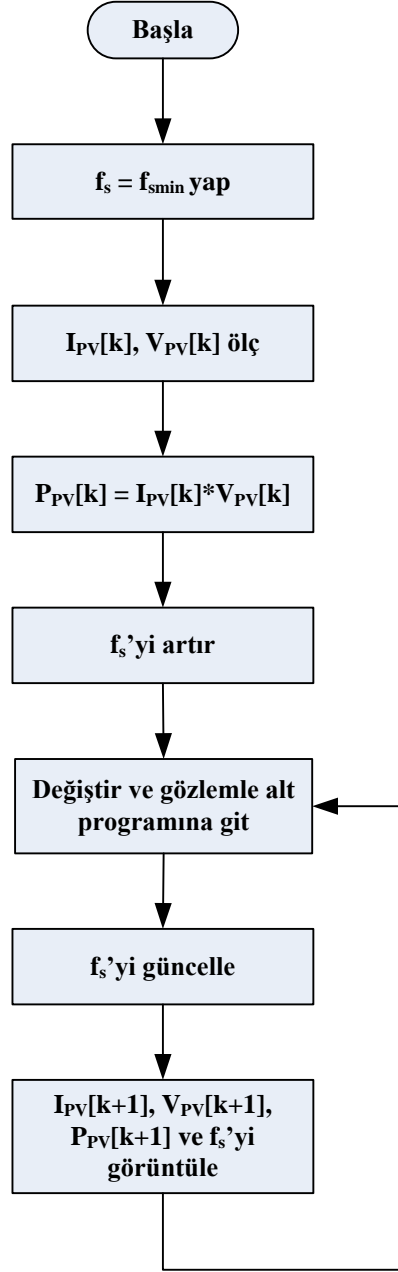 Başla
fs = fsmin yap
IPV[k], VPV[k] ölç
PPV[k] = IPV[k]*VPV[k]
fs’yi artır
Değiştir ve gözlemle alt
programına git
fs’yi güncelle
IPV[k+1], VPV[k+1],
PPV[k+1] ve fs’yi
görüntüle